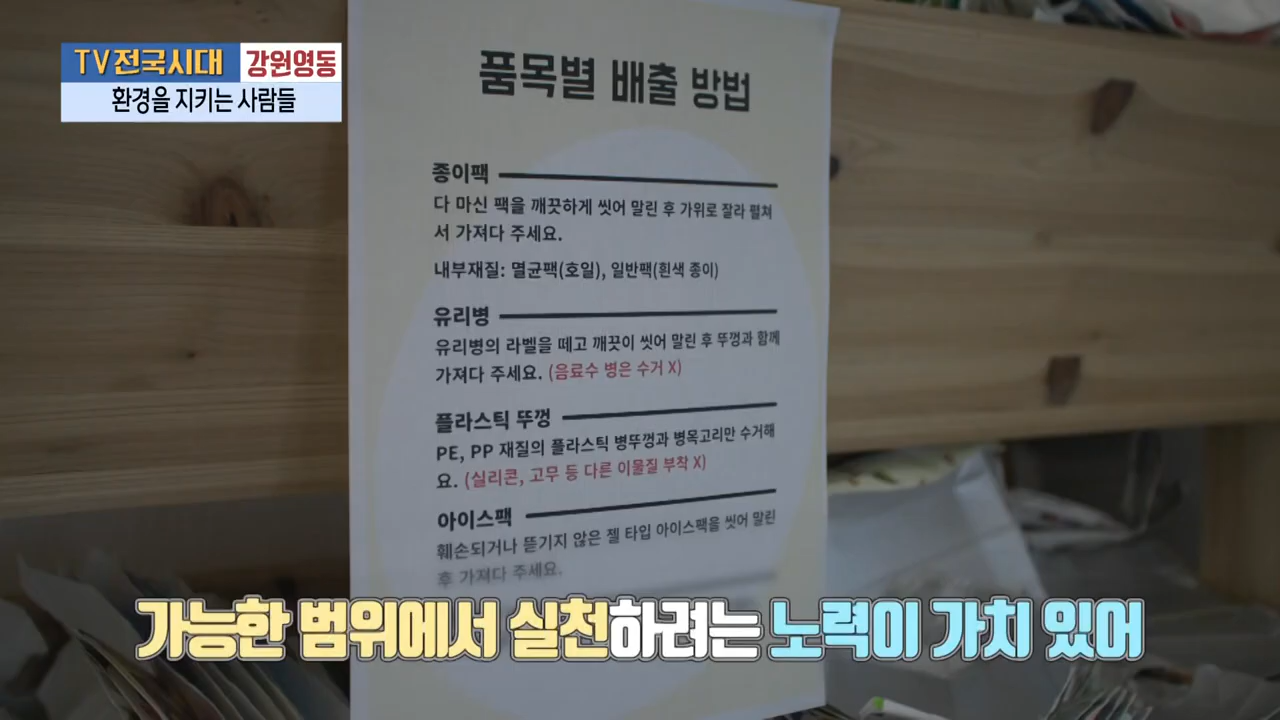 TV전국시대 강원영동
환경을 지키는 사람들
품목별 배출 방법
종이팩
다 마신 팩을 깨끗하게 씻어 말린 후 가위로 잘라 펼쳐
서 가져다 주세요.
내부재질: 멸균팩(호일), 일반팩(흰색 종이)
유리병
유리병의 라벨을 떼고 깨끗이 씻어 말린 후 뚜껑과 함께
가져다 주세요. (음료수 병은 수거 X)
플라스틱 뚜껑
PE, PP 재질의 플라스틱 병뚜껑과 병목고리만 수거해
요. (실리콘, 고무 등 다른 이물질 부착 X)
아이스팩
훼손되거나 뜯기지 않은 젤 타입 아이스팩을 씻어 말린
후 가져다 주세요.
가능한 범위에서 실천하려는 노력이 가치 있어